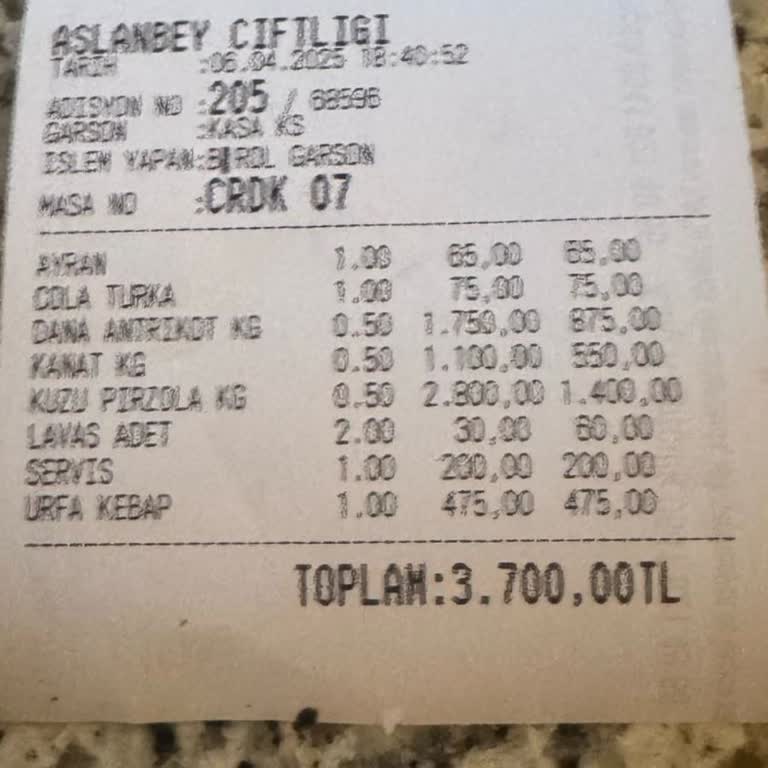 ASLANBEY CIFTLIGI
TARIH :06.04.2025 18:40:52
ADISYON NO :205 / 68596
GARSON :KASA KS
ISLEM YAPAN:BIROL GARSON
MASA NO :CRDK 07
AYRAN 1.00 65,00 65,00
COLA TURKA 1.00 75,00 75,00
DANA ANTRIKOT KG 0.50 1.750,00 875,00
KANAT KG 0.50 1.100,00 550,00
KUZU PIRZOLA KG 0.50 2.800,00 1.400,00
LAVAS ADET 2.00 30,00 60,00
SERVIS 1.00 200,00 200,00
URFA KEBAP 1.00 475,00 475,00
TOPLAM:3.700,00TL